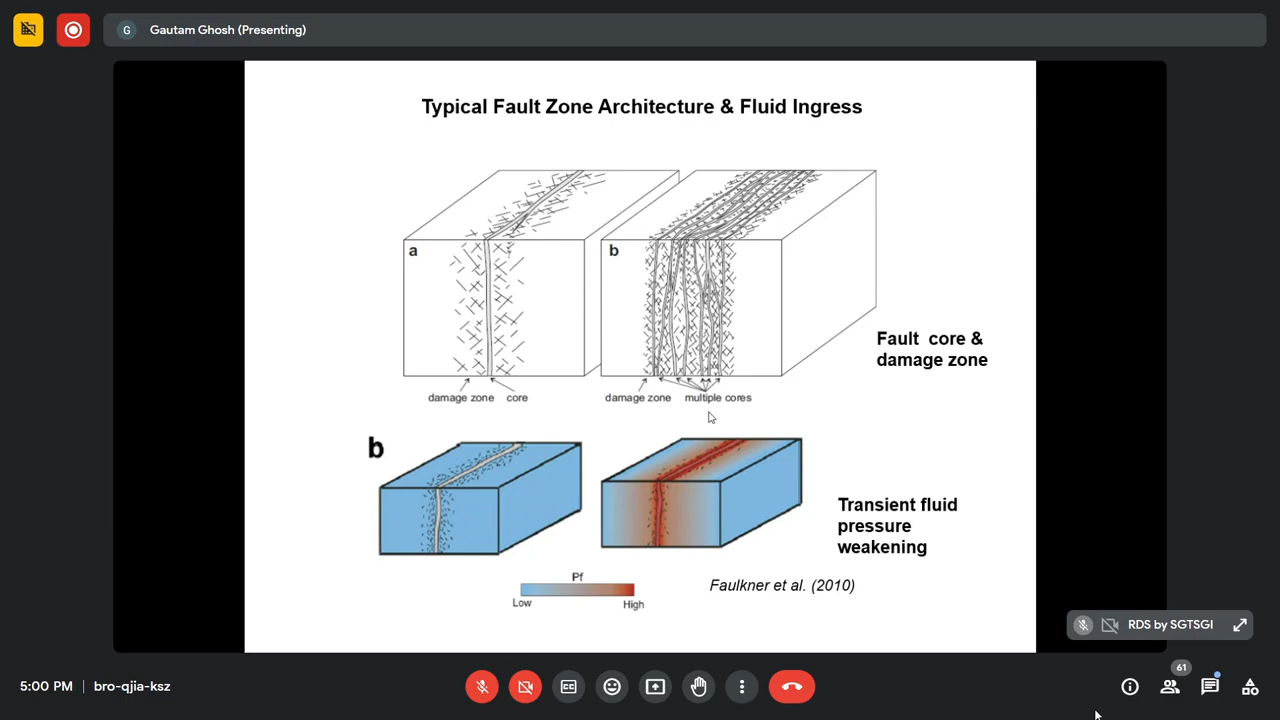 G Gautam Ghosh (Presenting)
Typical Fault Zone Architecture & Fluid Ingress
a
b
Fault core &
damage zone
damage zone core
damage zone multiple cores
b
Transient fluid
pressure
weakening
Pf
Low High
Faulkner et al. (2010)
RDS by SGTSGI
61
5:00 PM | bro-qjia-ksz
CC